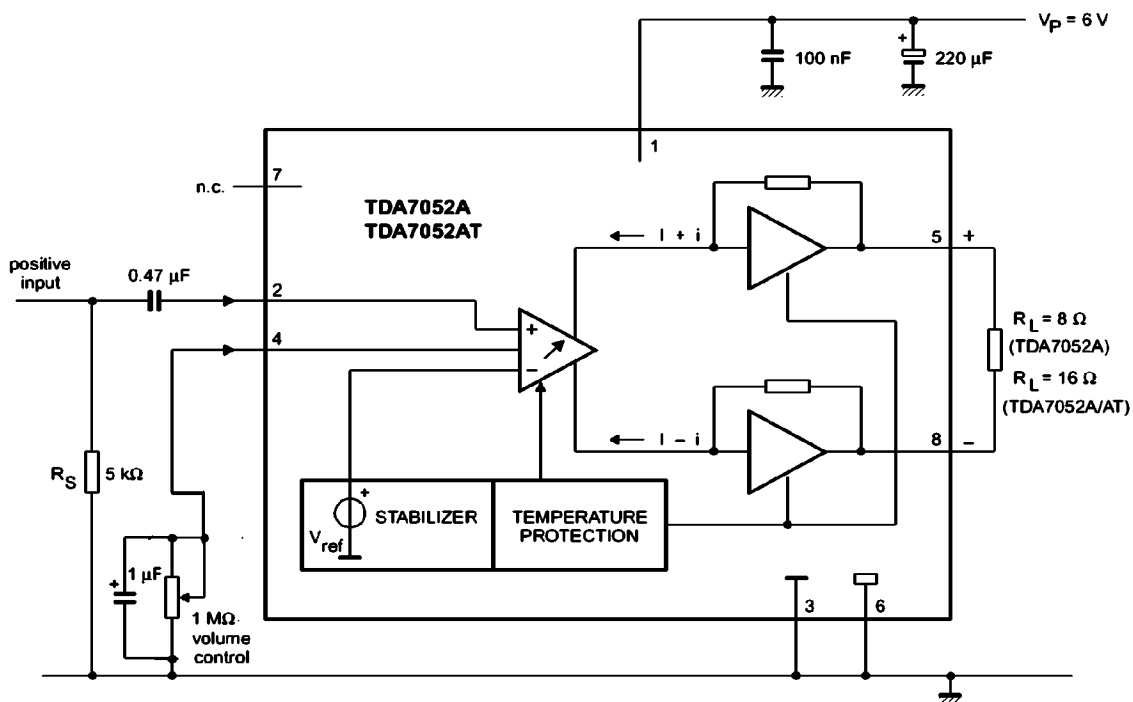 V_P = 6 V
100 nF
+
220 μF
1
7
n.c.
TDA7052A
TDA7052AT
I + i
5 +
positive
input
0.47 μF
2
+
4
−
R_L = 8 Ω
(TDA7052A)
R_L = 16 Ω
(TDA7052A/AT)
I − i
8 −
R_S 5 kΩ
+
STABILIZER
V_ref
TEMPERATURE
PROTECTION
+
1 μF
1 MΩ
volume
control
3
6